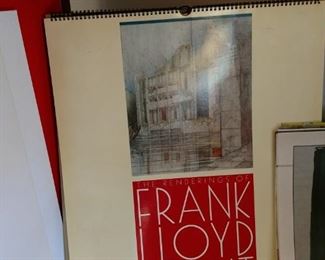 THE RENDERINGS OF
FRANK
LLOYD